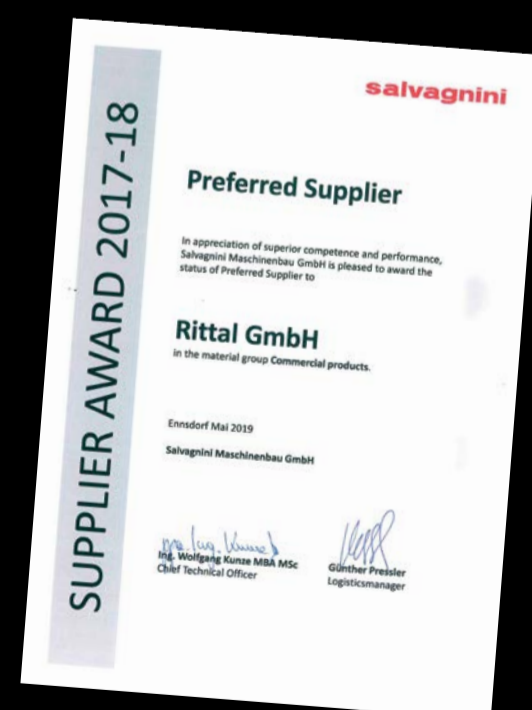 salvagnini
SUPPLIER AWARD 2017-18
Preferred Supplier
In appreciation of superior competence and performance,
Salvagnini Maschinenbau GmbH is pleased to award the
status of Preferred Supplier to
Rittal GmbH
in the material group Commercial products.
Ennsdorf Mai 2019
Salvagnini Maschinenbau GmbH
Ing. Wolfgang Kunze MBA MSc
Chief Technical Officer
Günther Pressler
Logisticsmanager